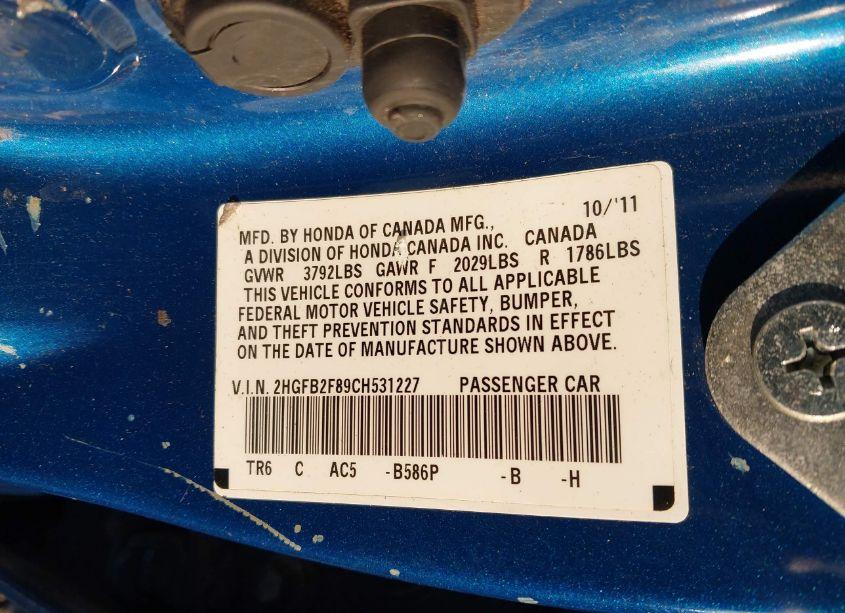 10/'11
MFD. BY HONDA OF CANADA MFG.,
A DIVISION OF HONDA CANADA INC. CANADA
GVWR 3792LBS GAWR F 2029LBS R 1786LBS
THIS VEHICLE CONFORMS TO ALL APPLICABLE
FEDERAL MOTOR VEHICLE SAFETY, BUMPER,
AND THEFT PREVENTION STANDARDS IN EFFECT
ON THE DATE OF MANUFACTURE SHOWN ABOVE.
V.I.N. 2HGFB2F89CH531227 PASSENGER CAR
TR6 C AC5 -B586P -B -H